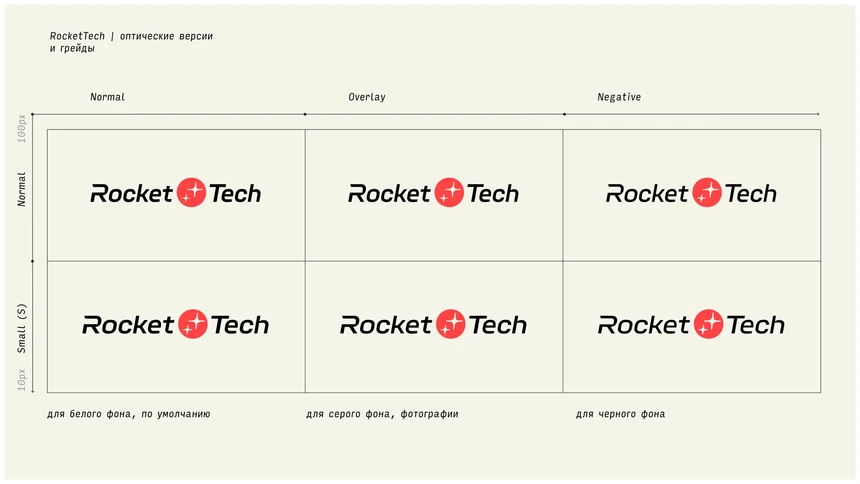 RocketTech | оптические версии
и грейды
Normal
Overlay
Negative
100px
Normal
Rocket Tech
Rocket Tech
Rocket Tech
Small (S)
10px
Rocket Tech
Rocket Tech
Rocket Tech
для белого фона, по умолчанию
для серого фона, фотографии
для черного фона